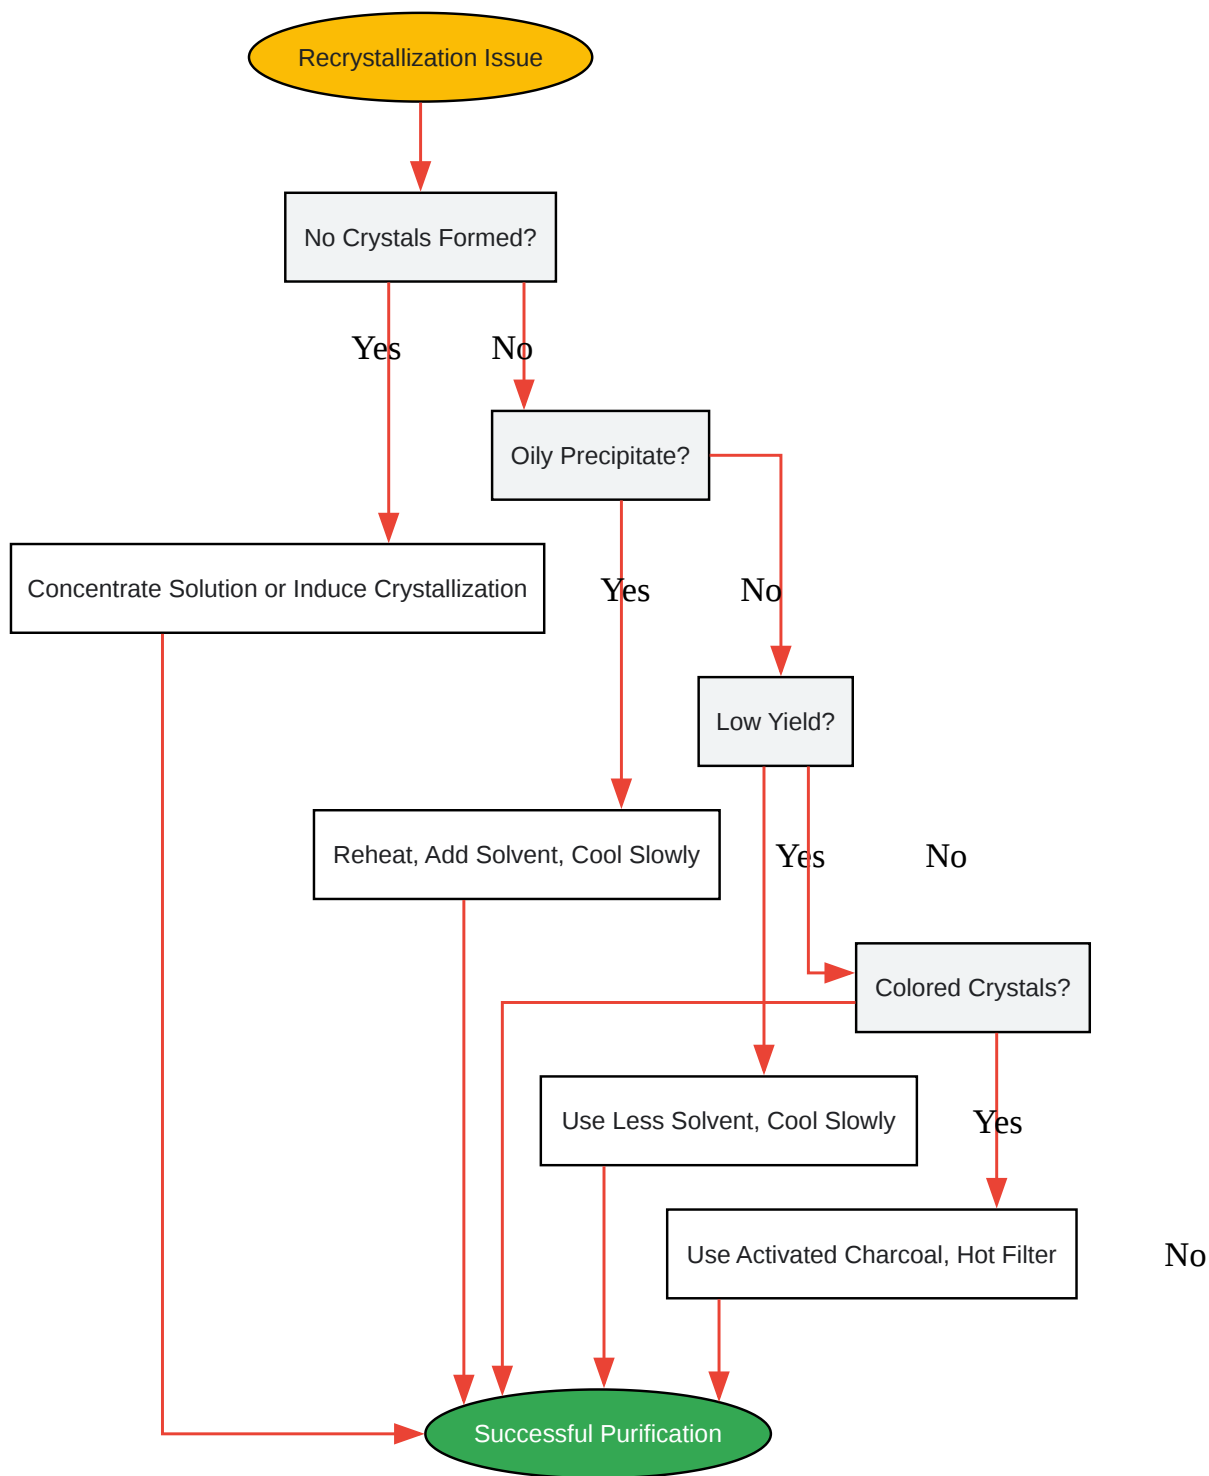 Recrystallization Issue
No Crystals Formed?
Yes
No
Oily Precipitate?
Concentrate Solution or Induce Crystallization
Yes
No
Low Yield?
Reheat, Add Solvent, Cool Slowly
Yes
No
Colored Crystals?
Use Less Solvent, Cool Slowly
Yes
Use Activated Charcoal, Hot Filter
No
Successful Purification